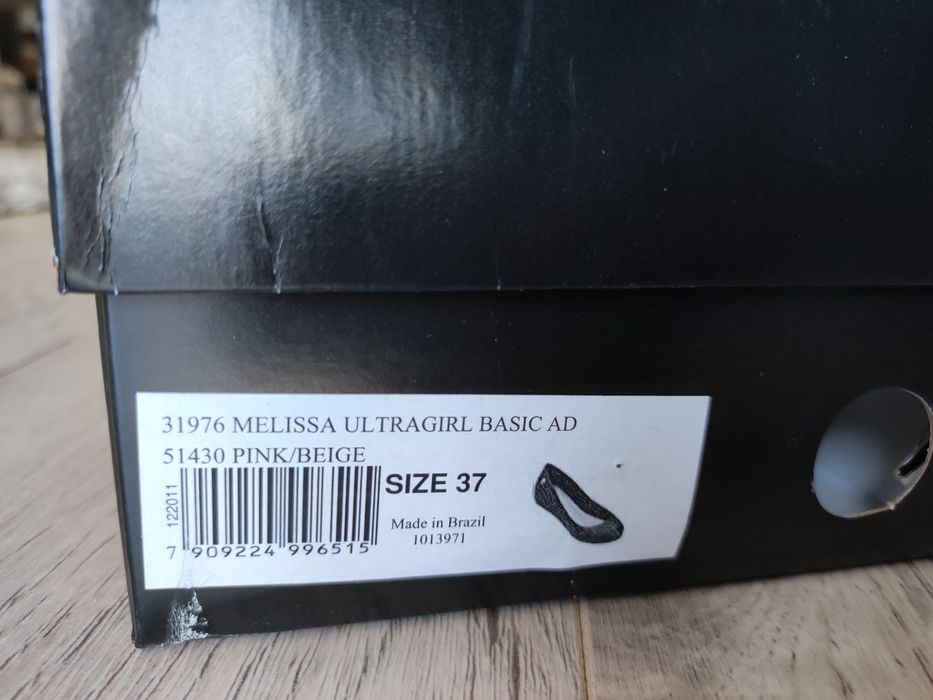 31976 MELISSA ULTRAGIRL BASIC AD
51430 PINK/BEIGE
122011
SIZE 37
Made in Brazil
1013971
7 909224 996515